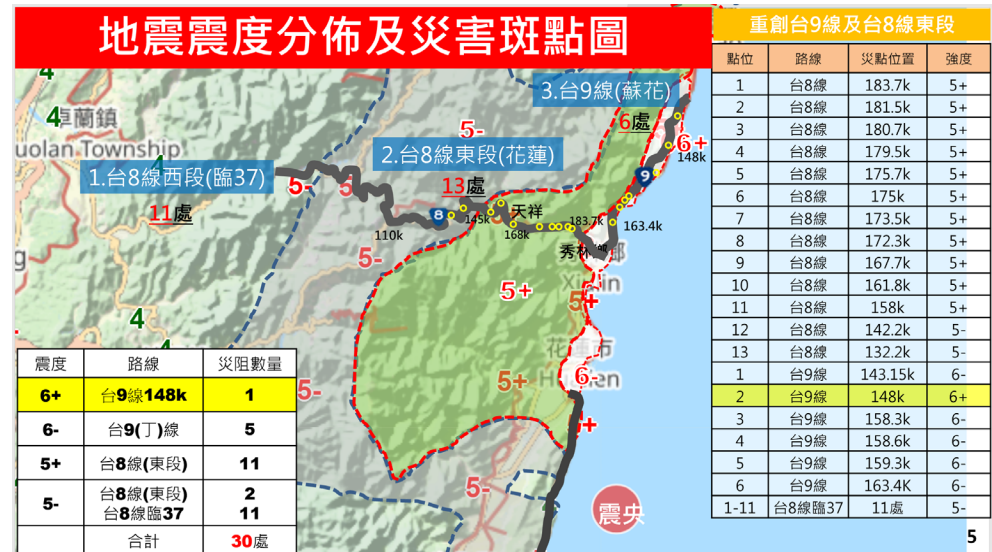 地震震度分佈及災害斑點圖
重創台9線及台8線東段
點位 路線 災點位置 強度
1 台8線 183.7k 5+
2 台8線 181.5k 5+
3 台8線 180.7k 5+
4 台8線 179.5k 5+
5 台8線 175.7k 5+
6 台8線 175k 5+
7 台8線 173.5k 5+
8 台8線 172.3k 5+
9 台8線 167.7k 5+
10 台8線 161.8k 5+
11 台8線 158k 5+
12 台8線 142.2k 5-
13 台8線 132.2k 5-
1 台9線 143.15k 6-
2 台9線 148k 6+
3 台9線 158.3k 6-
4 台9線 158.6k 6-
5 台9線 159.3k 6-
6 台9線 163.4K 6-
1-11 台8線臨37 11處 5-
4
4
卓蘭鎮
uolan Township
4
3.台9線(蘇花)
6處
6+
148k
9
5-
2.台8線東段(花蓮)
13處
1.台8線西段(臨37)
11處
5-
5
8
145k
110k
天祥
168k
183.7k
163.4k
秀林鄉
鄉
Xiulin
5-
5+
5+
g
4
花蓮市
Hualien
6-
5+
5-
+
5-
震央
震度 路線 災阻數量
6+ 台9線148k 1
6- 台9(丁)線 5
5+ 台8線(東段) 11
5- 台8線(東段) 2
台8線臨37 11
合計 30處
5